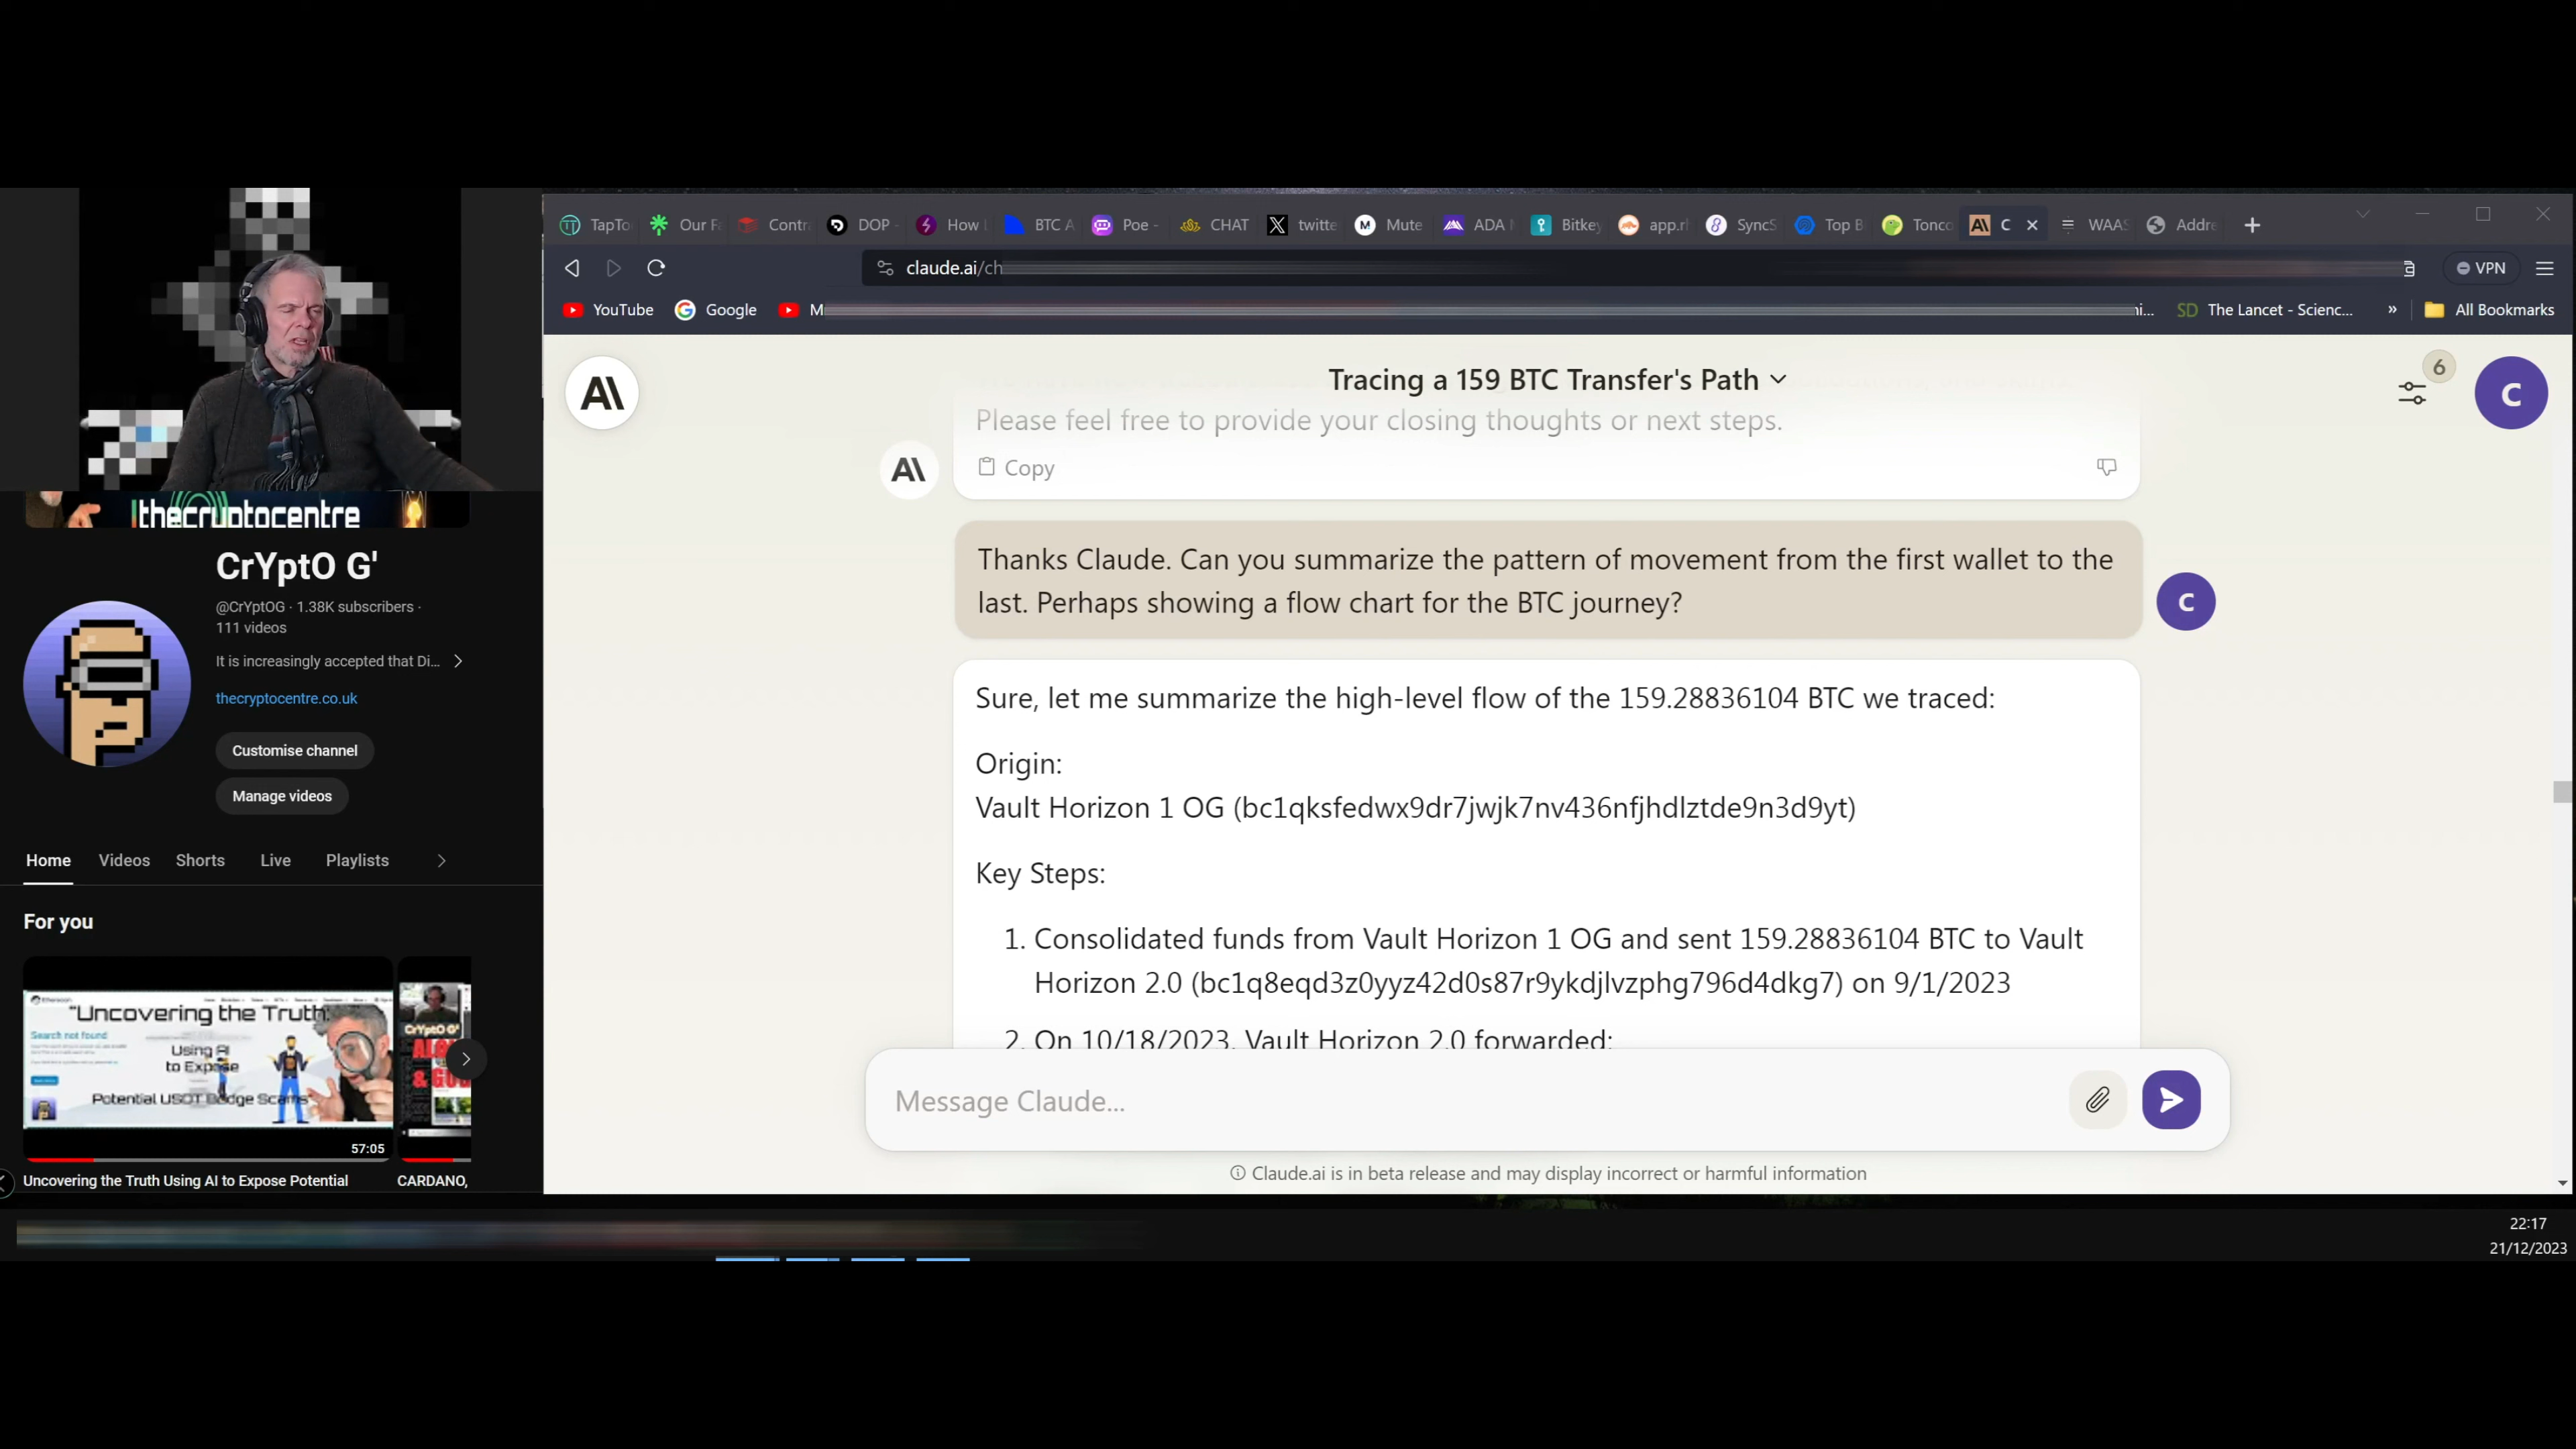 TapTo
Our Fa
Contra
DOP -
How
BTC A
Poe -
CHAT
X
twitte
M
Mute
ADA
Bitkey
app.ri
SyncS
Top B
Tonco
C
WAAS
Addre
claude.ai/ch
VPN
YouTube
Google
M
ni...
SD
The Lancet - Scienc...
»
All Bookmarks
thecryptocentre
CrYptO G'
@CrYptOG · 1.38K subscribers ·
111 videos
It is increasingly accepted that Di...
thecryptocentre.co.uk
Customise channel
Manage videos
Home
Videos
Shorts
Live
Playlists
For you
"Uncovering the Truth:
Search not found
Using AI
to Expose
Potential USDT Bodge Scams
57:05
CrYptO G'
Uncovering the Truth Using AI to Expose Potential
CARDANO,
Tracing a 159 BTC Transfer's Path
6
C
Please feel free to provide your closing thoughts or next steps.
Copy
Thanks Claude. Can you summarize the pattern of movement from the first wallet to the
last. Perhaps showing a flow chart for the BTC journey?
C
Sure, let me summarize the high-level flow of the 159.28836104 BTC we traced:
Origin:
Vault Horizon 1 OG (bc1qksfedwx9dr7jwjk7nv436nfjhdlztde9n3d9yt)
Key Steps:
1. Consolidated funds from Vault Horizon 1 OG and sent 159.28836104 BTC to Vault
Horizon 2.0 (bc1q8eqd3z0yyz42d0s87r9ykdjlvzphg796d4dkg7) on 9/1/2023
2. On 10/18/2023, Vault Horizon 2.0 forwarded:
Message Claude...
Claude.ai is in beta release and may display incorrect or harmful information
22:17
21/12/2023